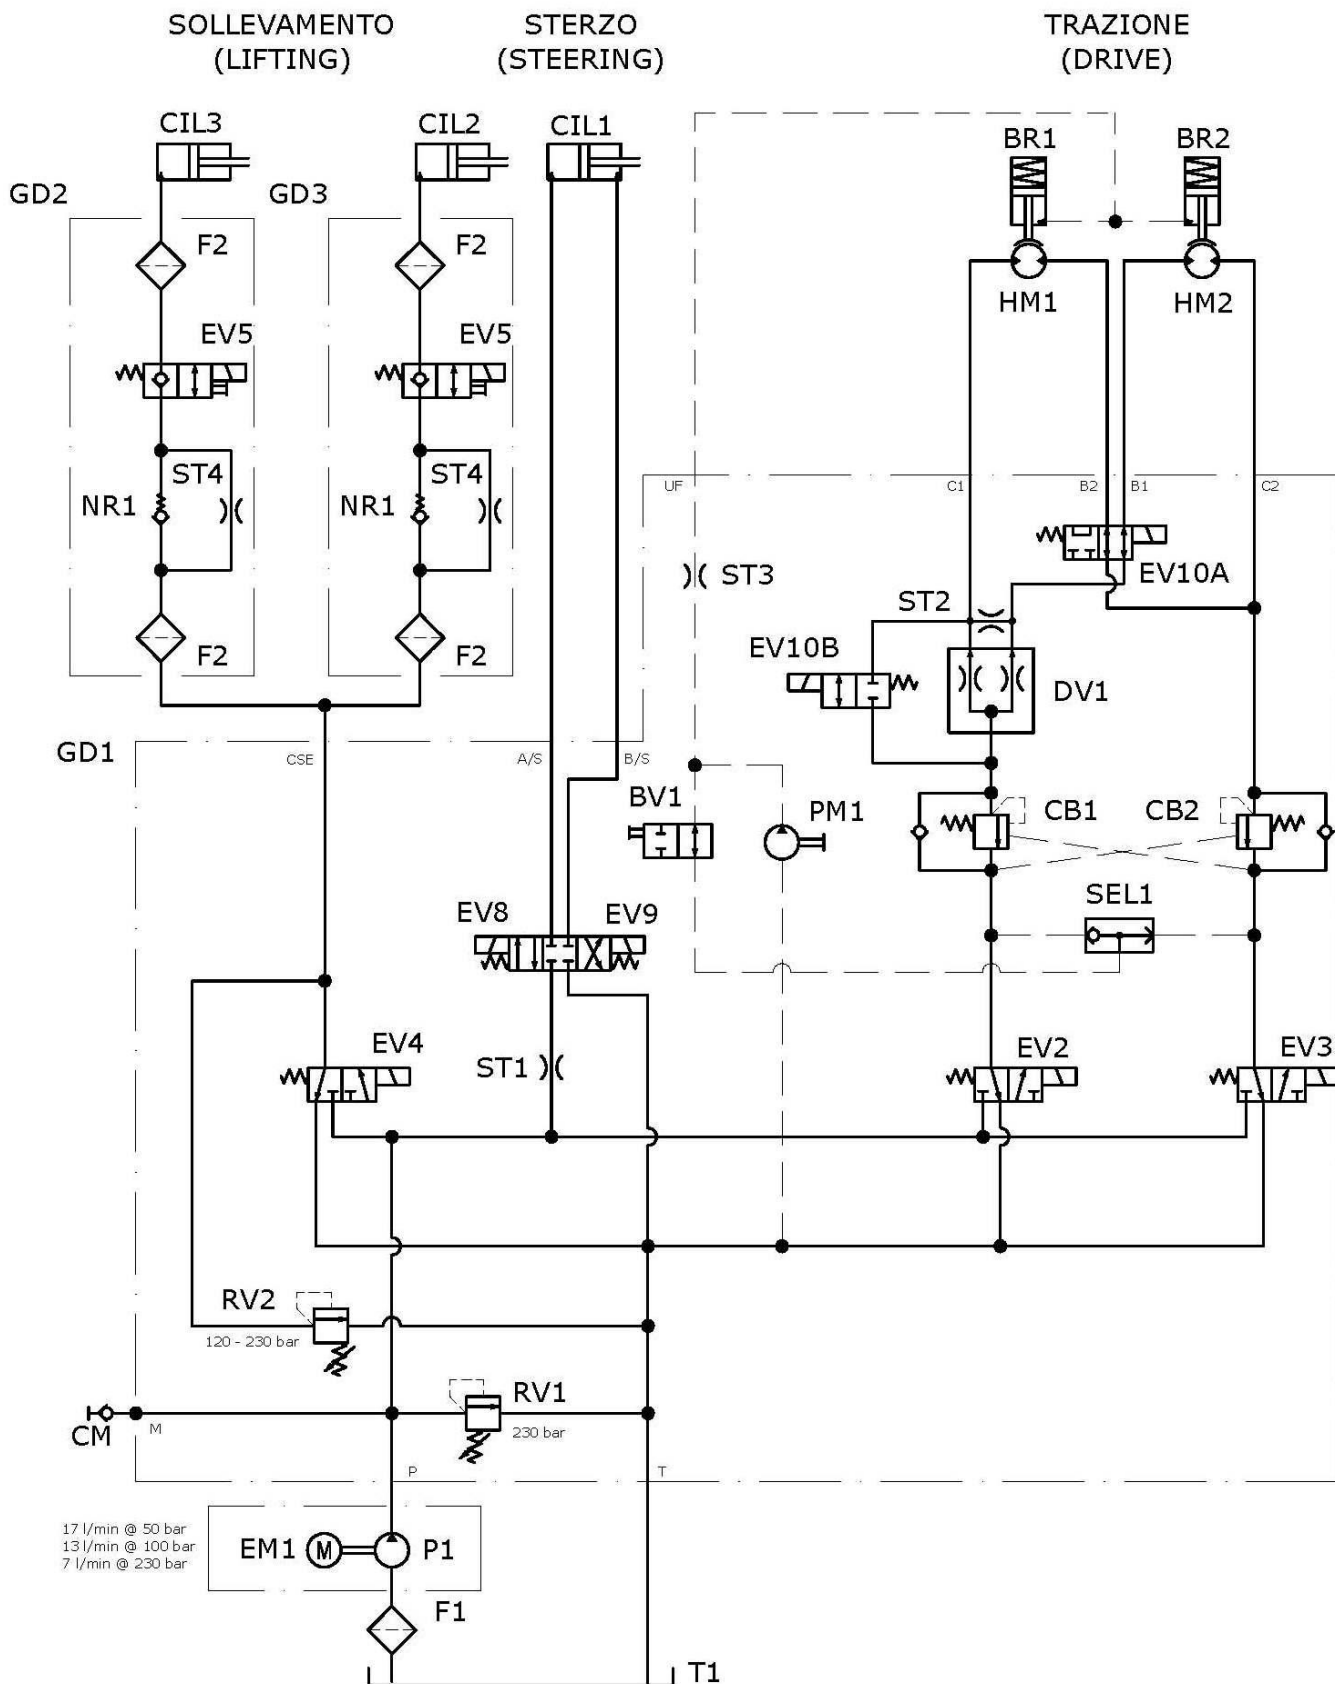 SOLLEVAMENTO
(LIFTING)
STERZO
(STEERING)
TRAZIONE
(DRIVE)
CIL3
CIL2
CIL1
BR1
BR2
GD2
GD3
F2
F2
HM1
HM2
EV5
EV5
ST4
ST4
NR1
NR1
UF
C1
B2
B1
C2
ST3
EV10A
ST2
F2
F2
EV10B
DV1
GD1
CSE
A/S
B/S
BV1
PM1
CB1
CB2
SEL1
EV8
EV9
EV4
ST1
EV2
EV3
RV2
120 - 230 bar
RV1
230 bar
CM
M
P
T
17 l/min @ 50 bar
13 l/min @ 100 bar
7 l/min @ 230 bar
EM1
M
P1
F1
T1